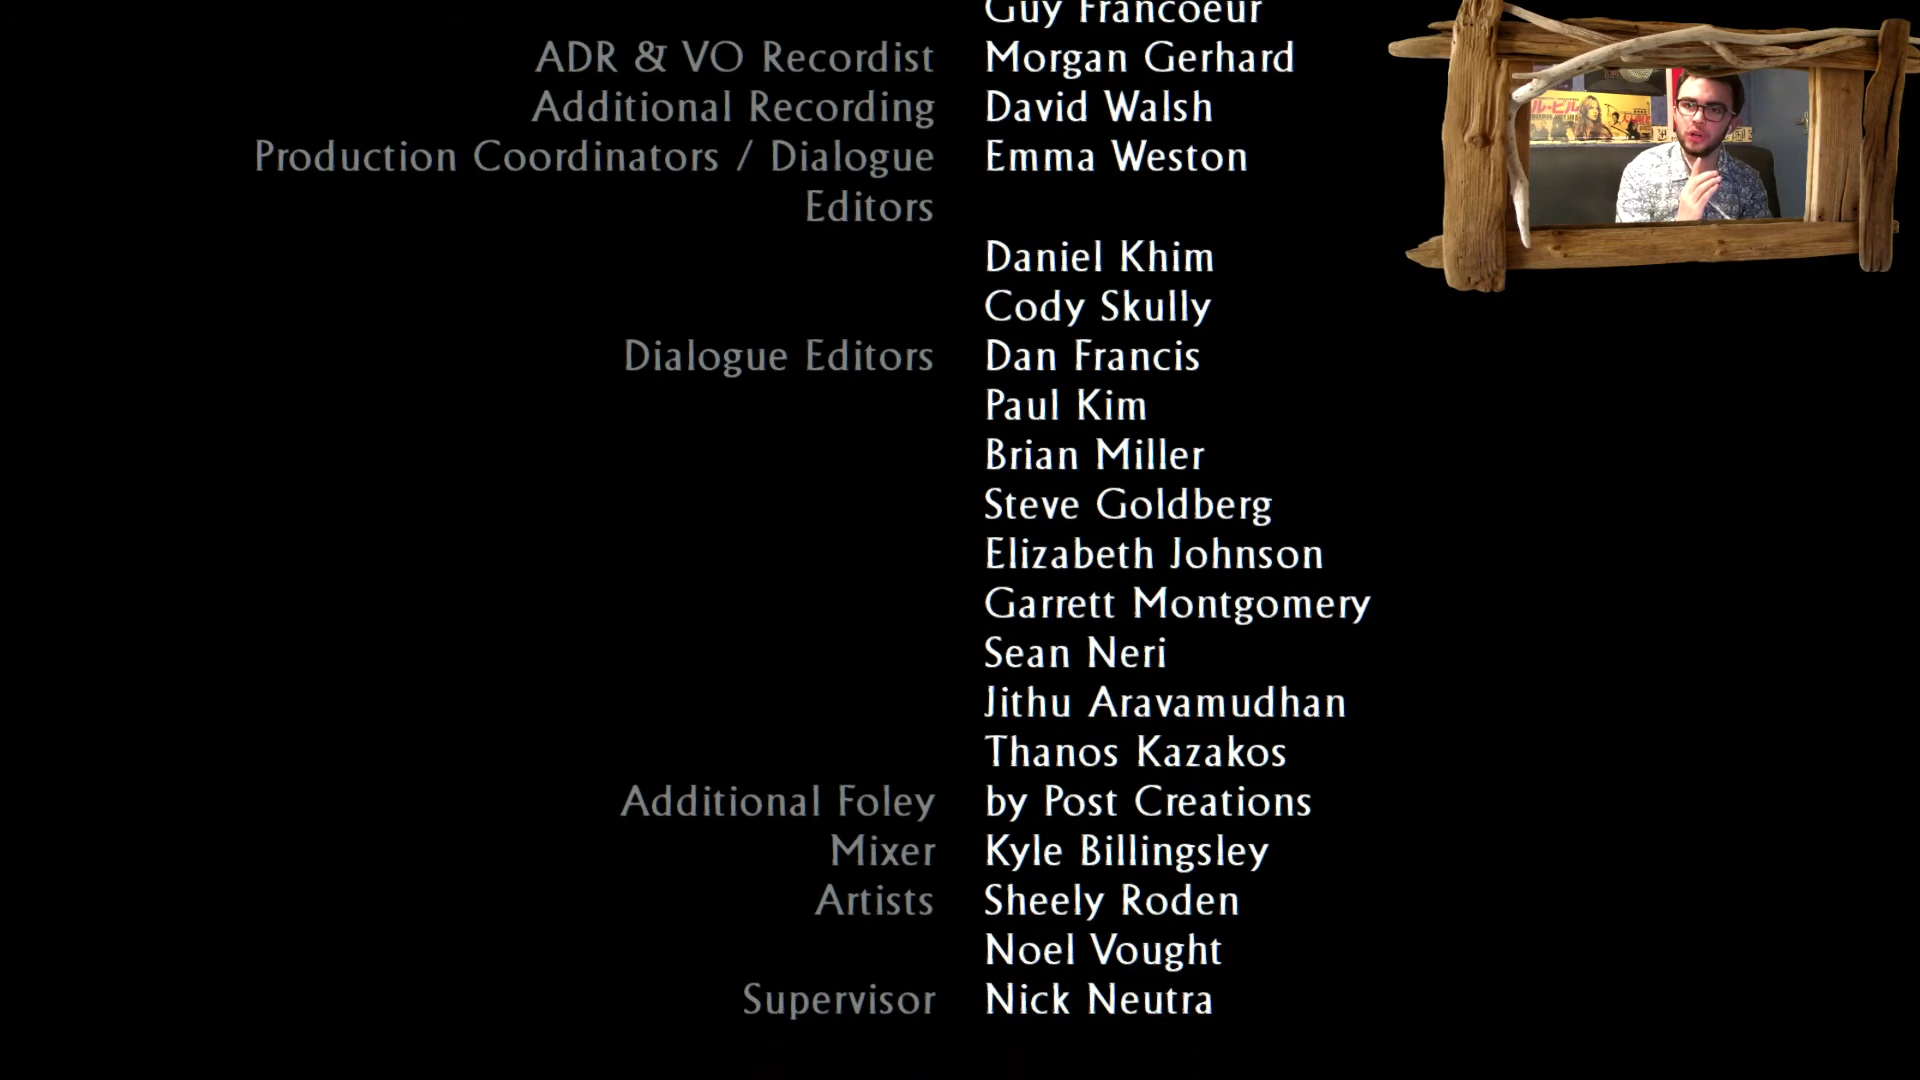 Guy Francoeur
ADR & VO Recordist Morgan Gerhard
Additional Recording David Walsh
Production Coordinators / Dialogue Emma Weston
Editors
Daniel Khim
Cody Skully
Dialogue Editors Dan Francis
Paul Kim
Brian Miller
Steve Goldberg
Elizabeth Johnson
Garrett Montgomery
Sean Neri
Jithu Aravamudhan
Thanos Kazakos
Additional Foley by Post Creations
Mixer Kyle Billingsley
Artists Sheely Roden
Noel Vought
Supervisor Nick Neutra
ル・ビル